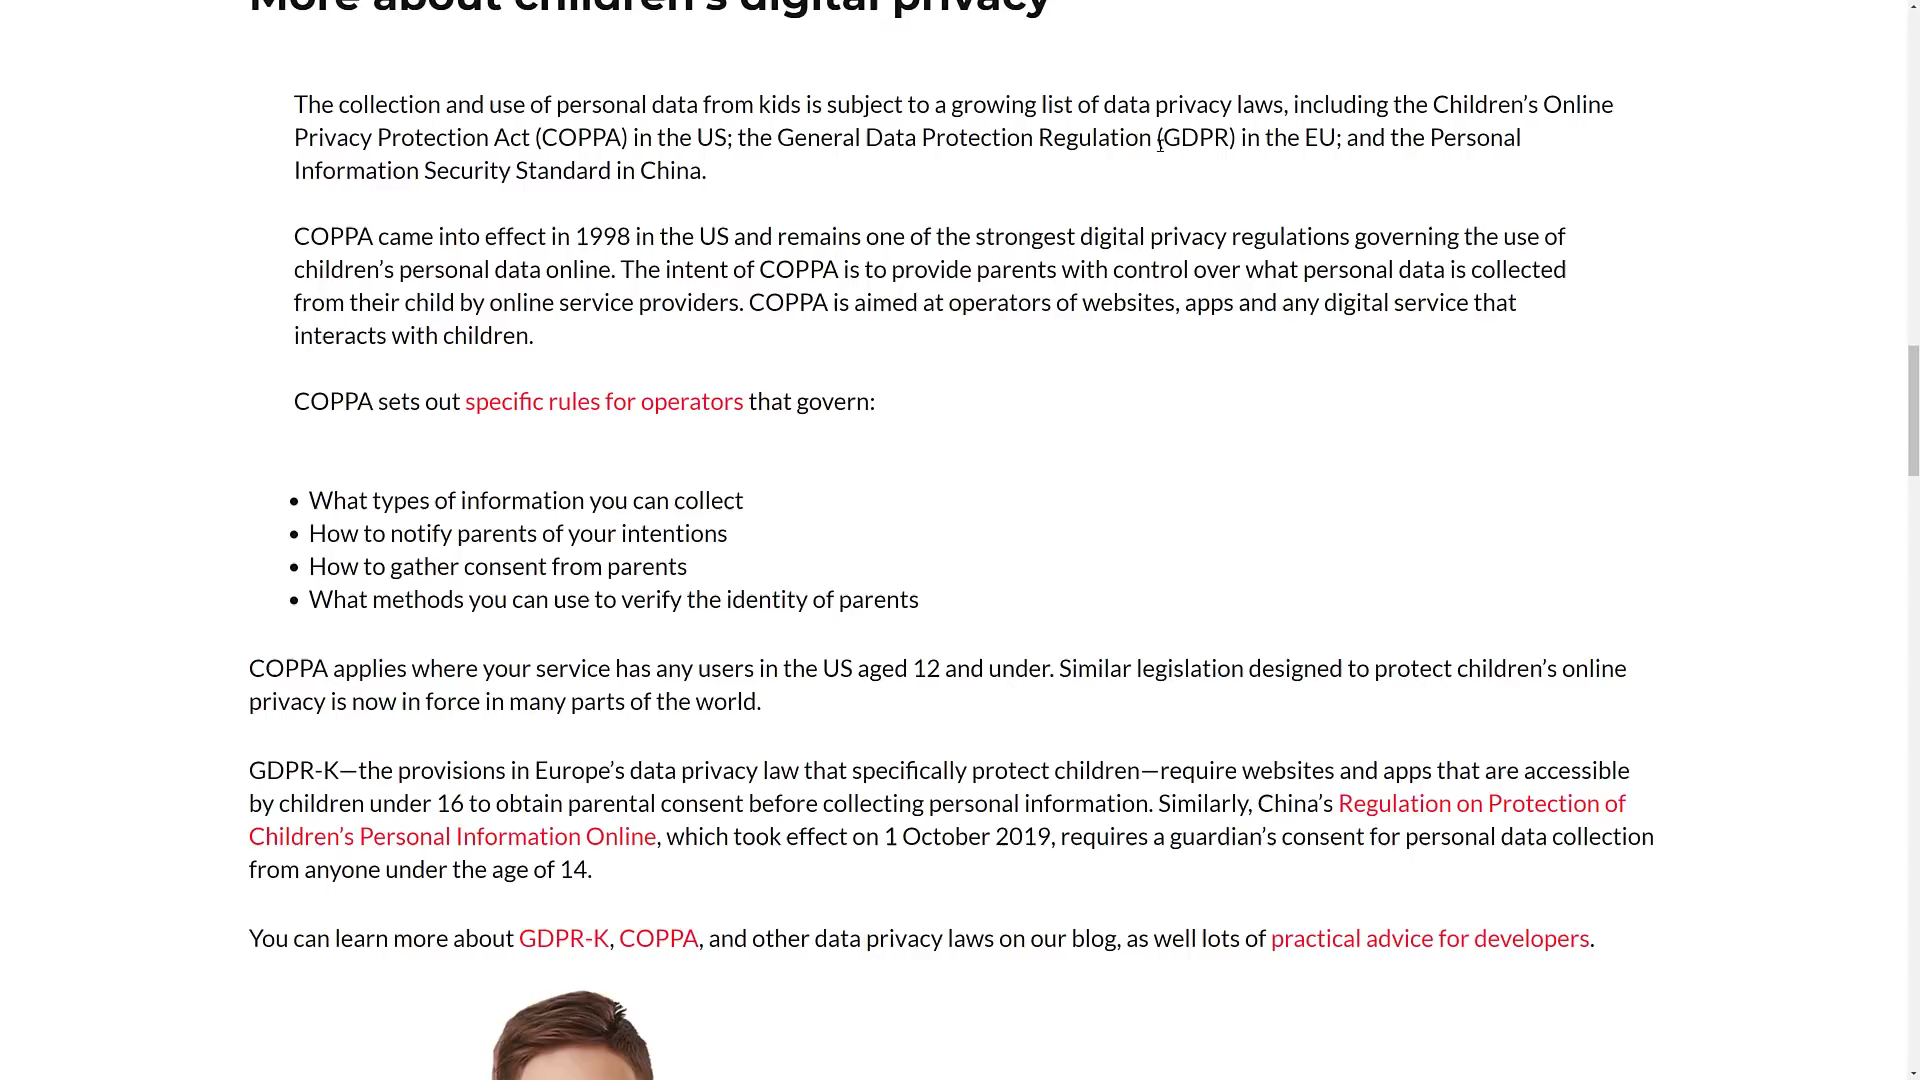 More about children's digital privacy
The collection and use of personal data from kids is subject to a growing list of data privacy laws, including the Children’s Online
Privacy Protection Act (COPPA) in the US; the General Data Protection Regulation (GDPR) in the EU; and the Personal
Information Security Standard in China.
COPPA came into effect in 1998 in the US and remains one of the strongest digital privacy regulations governing the use of
children’s personal data online. The intent of COPPA is to provide parents with control over what personal data is collected
from their child by online service providers. COPPA is aimed at operators of websites, apps and any digital service that
interacts with children.
COPPA sets out specific rules for operators that govern:
• What types of information you can collect
• How to notify parents of your intentions
• How to gather consent from parents
• What methods you can use to verify the identity of parents
COPPA applies where your service has any users in the US aged 12 and under. Similar legislation designed to protect children’s online
privacy is now in force in many parts of the world.
GDPR-K—the provisions in Europe’s data privacy law that specifically protect children—require websites and apps that are accessible
by children under 16 to obtain parental consent before collecting personal information. Similarly, China’s Regulation on Protection of
Children’s Personal Information Online, which took effect on 1 October 2019, requires a guardian’s consent for personal data collection
from anyone under the age of 14.
You can learn more about GDPR-K, COPPA, and other data privacy laws on our blog, as well lots of practical advice for developers.